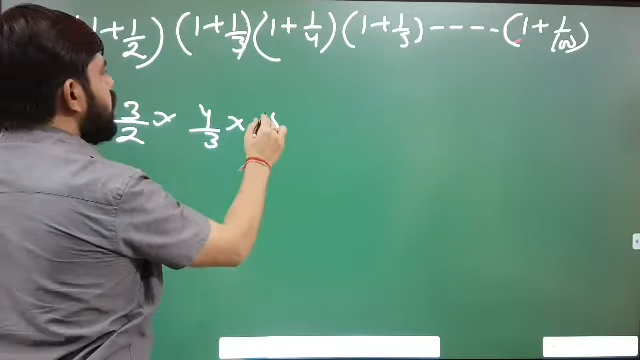 (1 + 1/2) (1 + 1/3) (1 + 1/4) (1 + 1/5) ---- (1 + 1/100)
3/2 × 4/3 ×